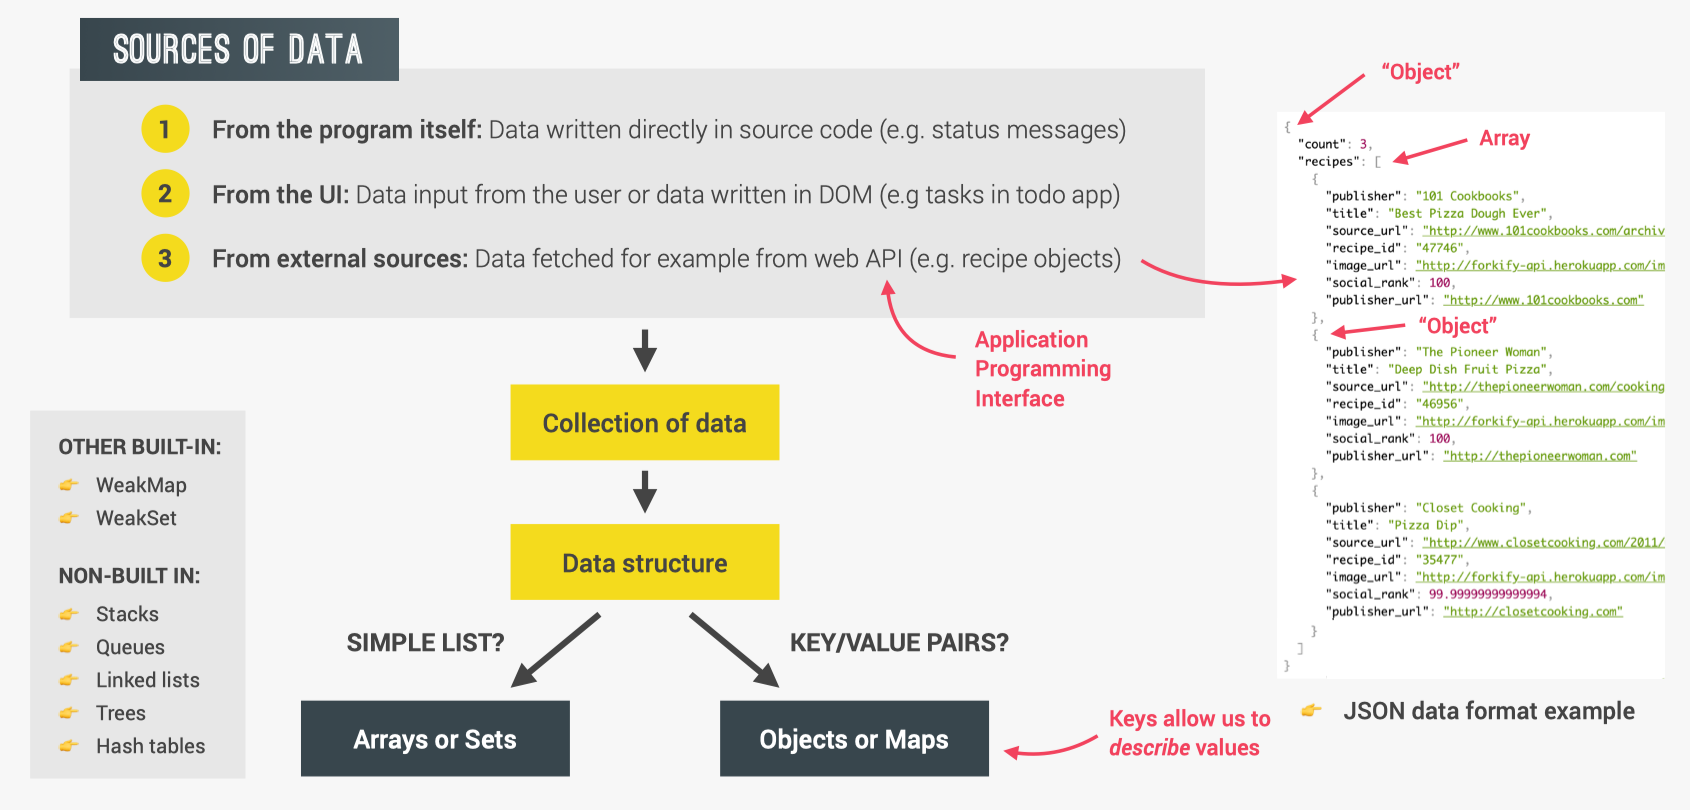 SOURCES OF DATA
1 From the program itself: Data written directly in source code (e.g. status messages)
2 From the UI: Data input from the user or data written in DOM (e.g tasks in todo app)
3 From external sources: Data fetched for example from web API (e.g. recipe objects)
Application
Programming
Interface
Collection of data
Data structure
SIMPLE LIST?
KEY/VALUE PAIRS?
Arrays or Sets
Objects or Maps
Keys allow us to
describe values
OTHER BUILT-IN:
WeakMap
WeakSet
NON-BUILT IN:
Stacks
Queues
Linked lists
Trees
Hash tables
“Object”
{
"count": 3,
Array
"recipes": [
{
"publisher": "101 Cookbooks",
"title": "Best Pizza Dough Ever",
"source_url": "http://www.101cookbooks.com/archiv
"recipe_id": "47746",
"image_url": "http://forkify-api.herokuapp.com/im
"social_rank": 100,
"publisher_url": "http://www.101cookbooks.com"
},
“Object”
{
"publisher": "The Pioneer Woman",
"title": "Deep Dish Fruit Pizza",
"source_url": "http://thepioneerwoman.com/cooking
"recipe_id": "46956",
"image_url": "http://forkify-api.herokuapp.com/im
"social_rank": 100,
"publisher_url": "http://thepioneerwoman.com"
},
{
"publisher": "Closet Cooking",
"title": "Pizza Dip",
"source_url": "http://www.closetcooking.com/2011/
"recipe_id": "35477",
"image_url": "http://forkify-api.herokuapp.com/im
"social_rank": 99.99999999999994,
"publisher_url": "http://closetcooking.com"
}
]
}
JSON data format example